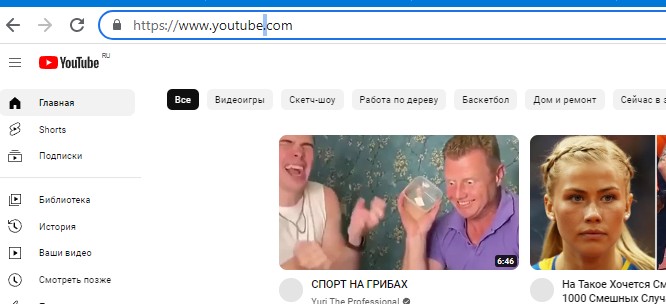 https://www.youtube.com
YouTube RU
Все
Видеоигры
Скетч-шоу
Работа по дереву
Баскетбол
Дом и ремонт
Сейчас в
Главная
Shorts
Подписки
Библиотека
История
Ваши видео
Смотреть позже
6:46
СПОРТ НА ГРИБАХ
Yuri The Professional
На Такое Хочется См
1000 Смешных Случ